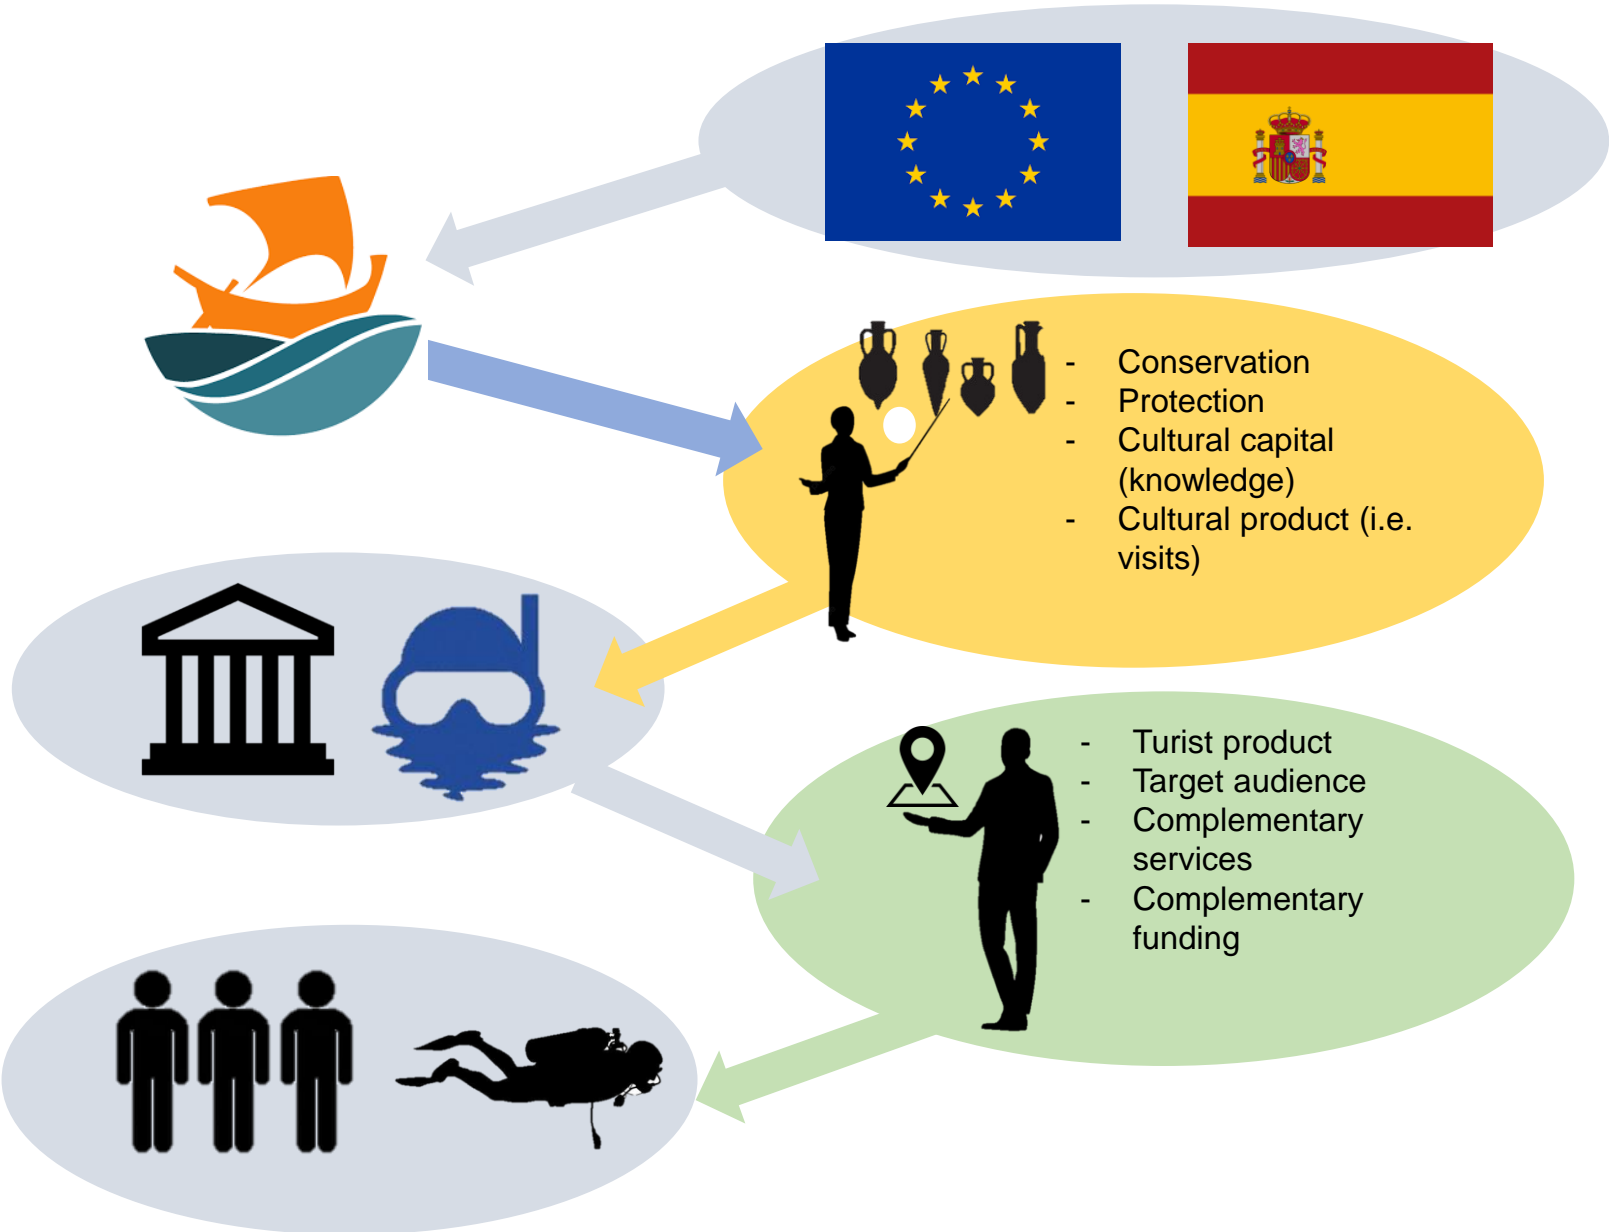 - Conservation
- Protection
- Cultural capital
(knowledge)
- Cultural product (i.e.
visits)
- Turist product
- Target audience
- Complementary
services
- Complementary
funding